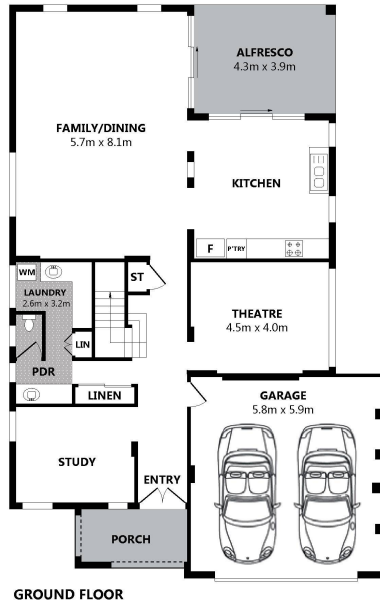 ALFRESCO
4.3m x 3.9m
FAMILY/DINING
5.7m x 8.1m
KITCHEN
F
P'TRY
WM
ST
LAUNDRY
2.6m x 3.2m
THEATRE
4.5m x 4.0m
LIN
PDR
LINEN
GARAGE
5.8m x 5.9m
STUDY
ENTRY
PORCH
GROUND FLOOR